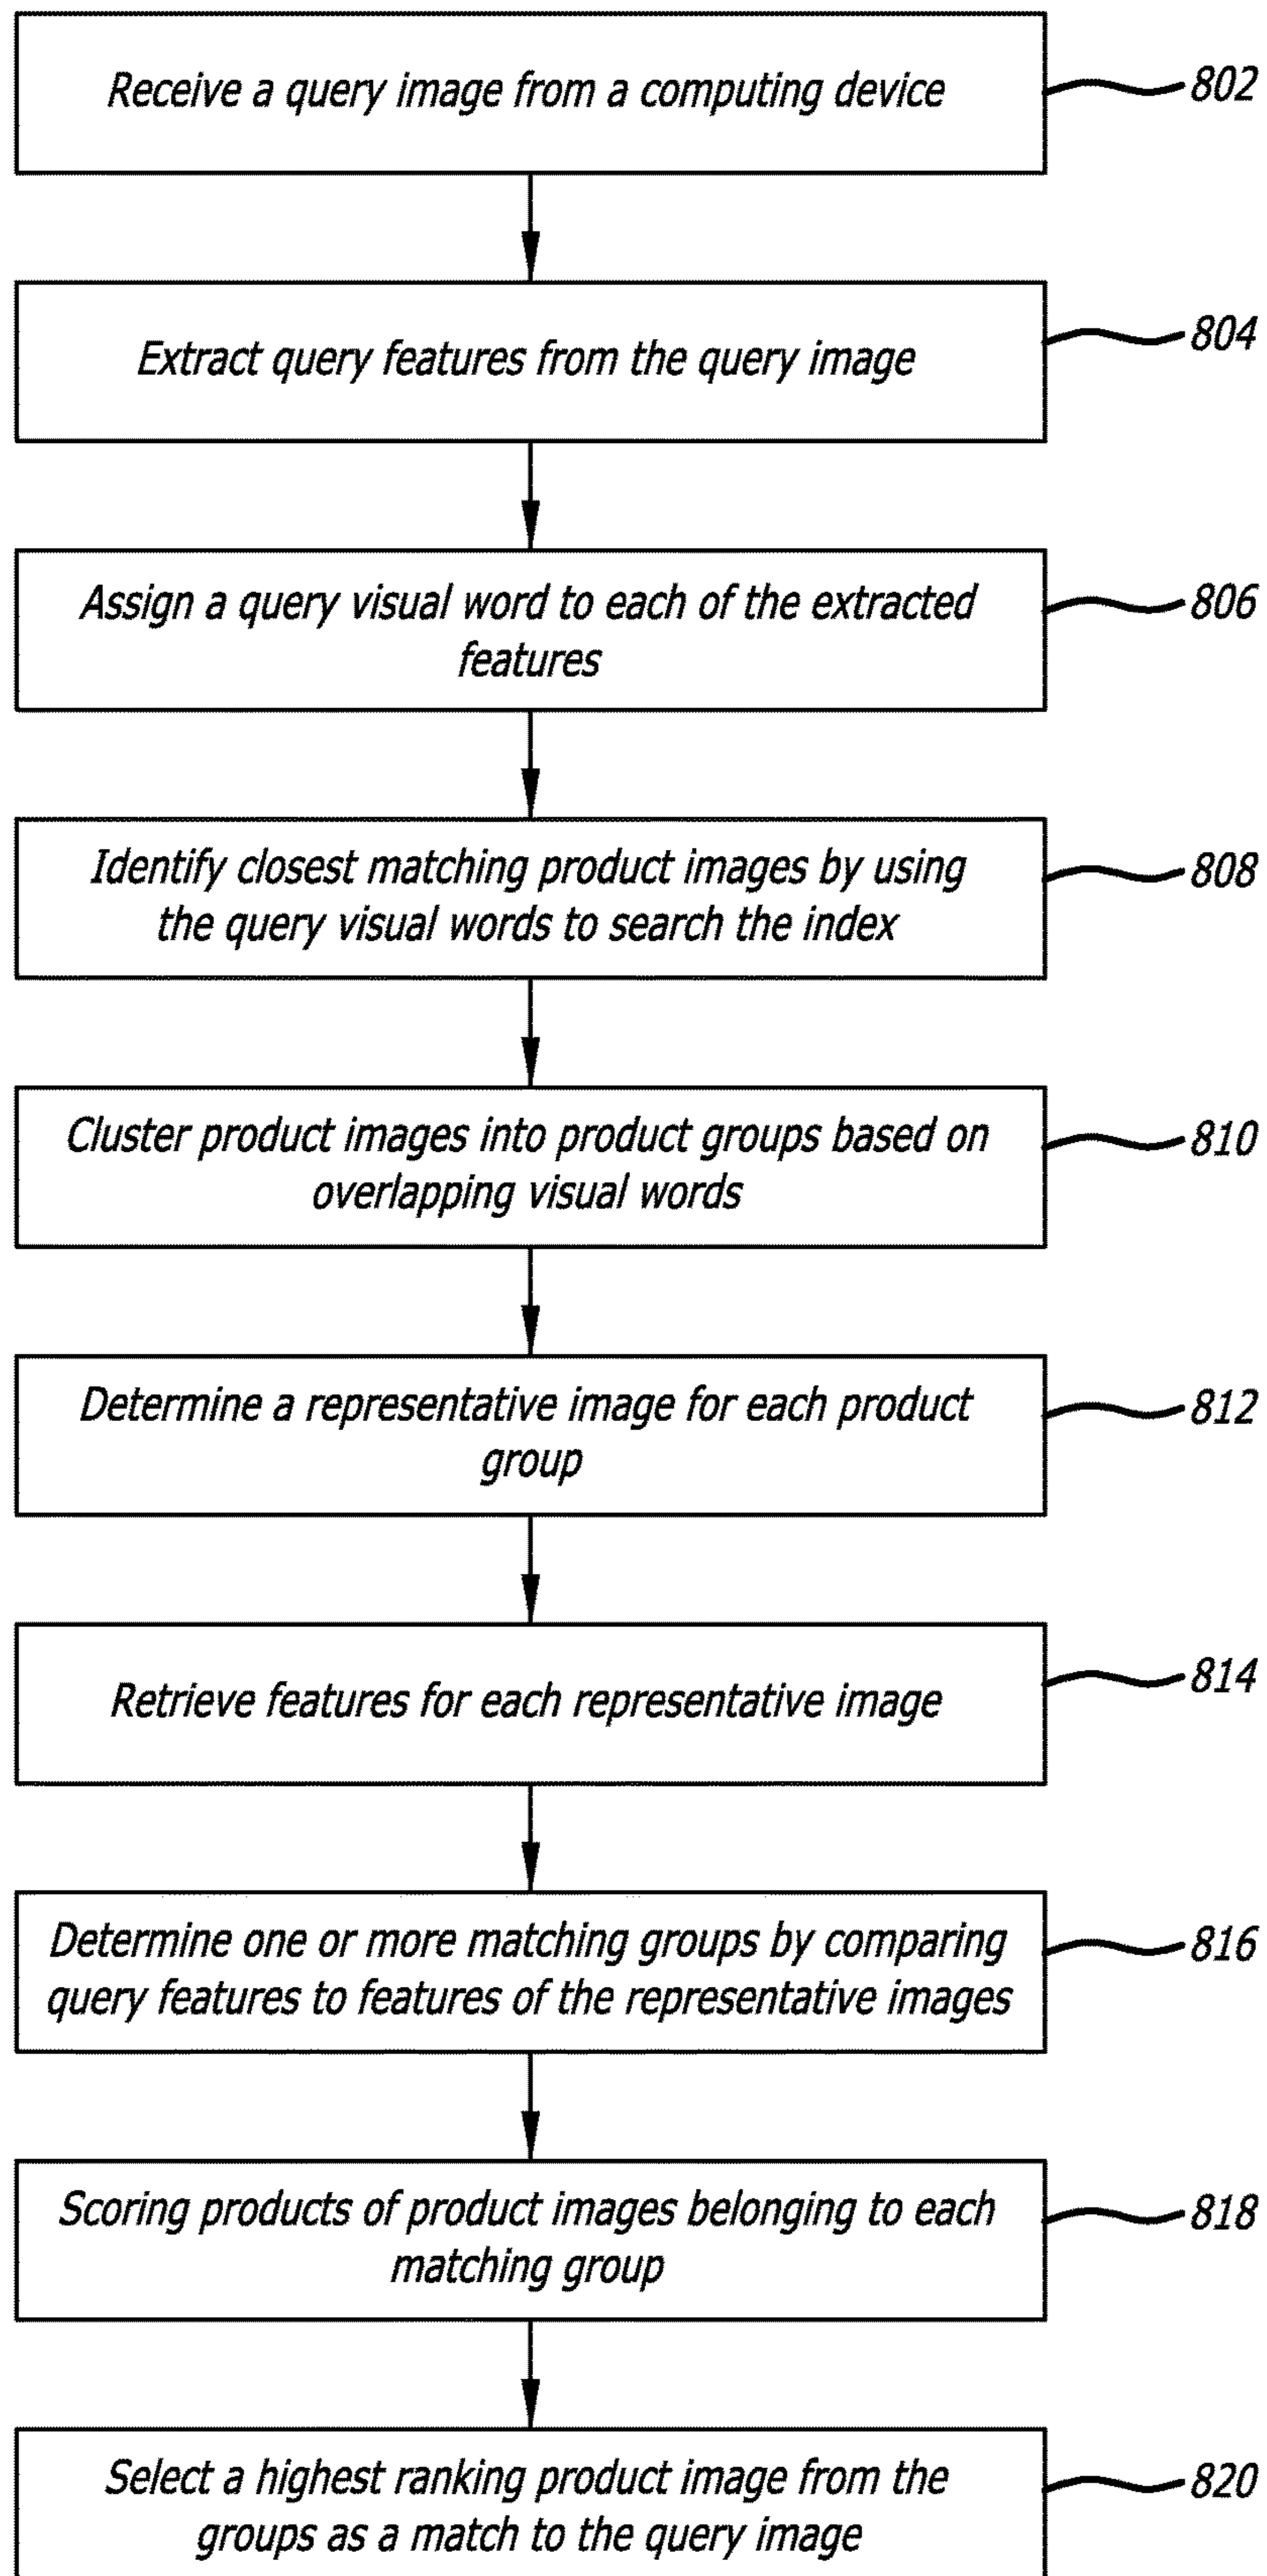 Receive a query image from a computing device
802
Extract query features from the query image
804
Assign a query visual word to each of the extracted
features
806
Identify closest matching product images by using
the query visual words to search the index
808
Cluster product images into product groups based on
overlapping visual words
810
Determine a representative image for each product
group
812
Retrieve features for each representative image
814
Determine one or more matching groups by comparing
query features to features of the representative images
816
Scoring products of product images belonging to each
matching group
818
Select a highest ranking product image from the
groups as a match to the query image
820